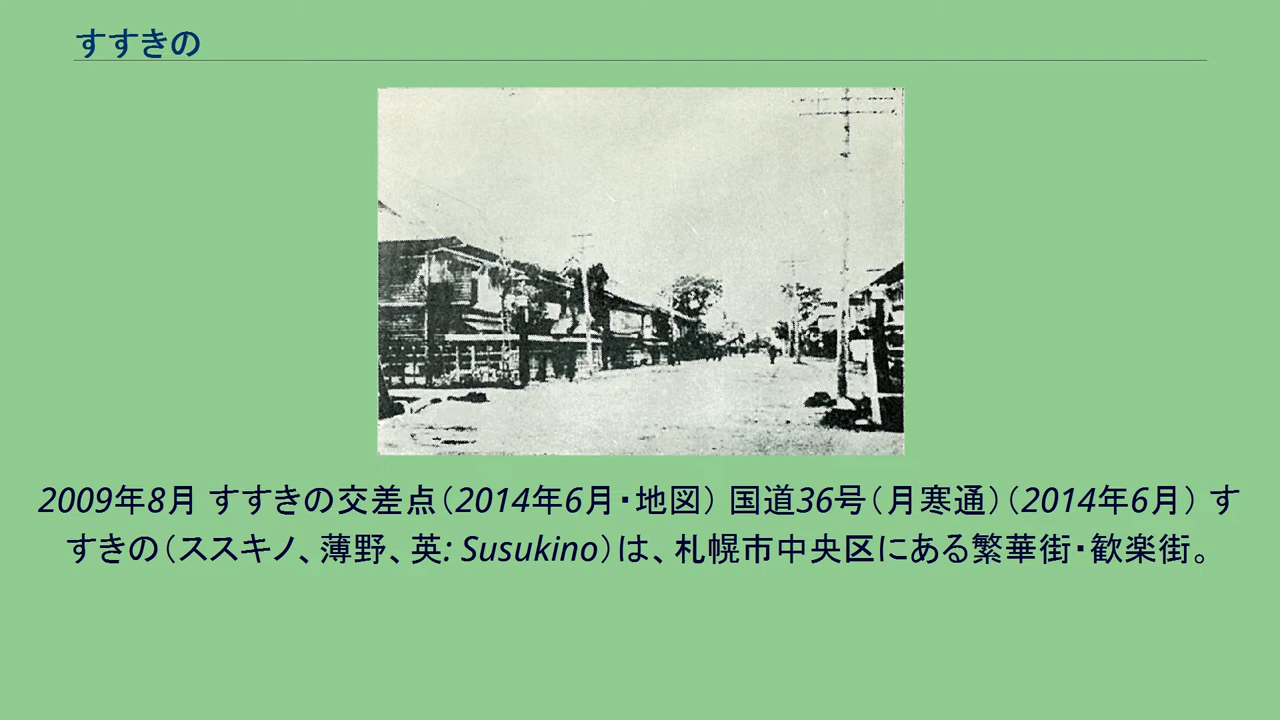 すすきの
2009年8月 すすきの交差点（2014年6月・地図） 国道36号（月寒通）（2014年6月） す
すきの（ススキノ、薄野、英: Susukino）は、札幌市中央区にある繁華街・歓楽街。